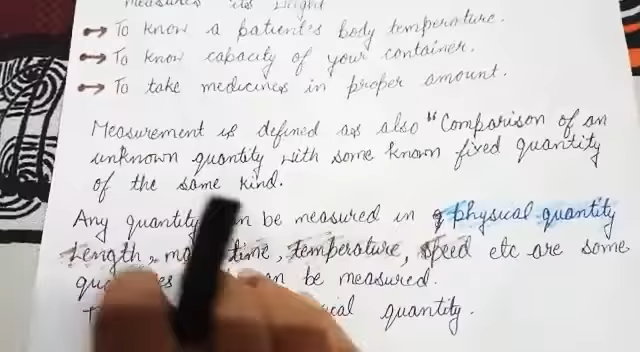 measures its weight
↦ To know a patient's body temperature.
↦ To know capacity of your container.
↦ To take medicines in proper amount.
Measurement is defined as also "Comparison of an
unknown quantity with some known fixed quantity
of the same kind.
Any quantity be measured in physical quantity
Length, time, temperature, speed etc are some
be measured.
quantity.